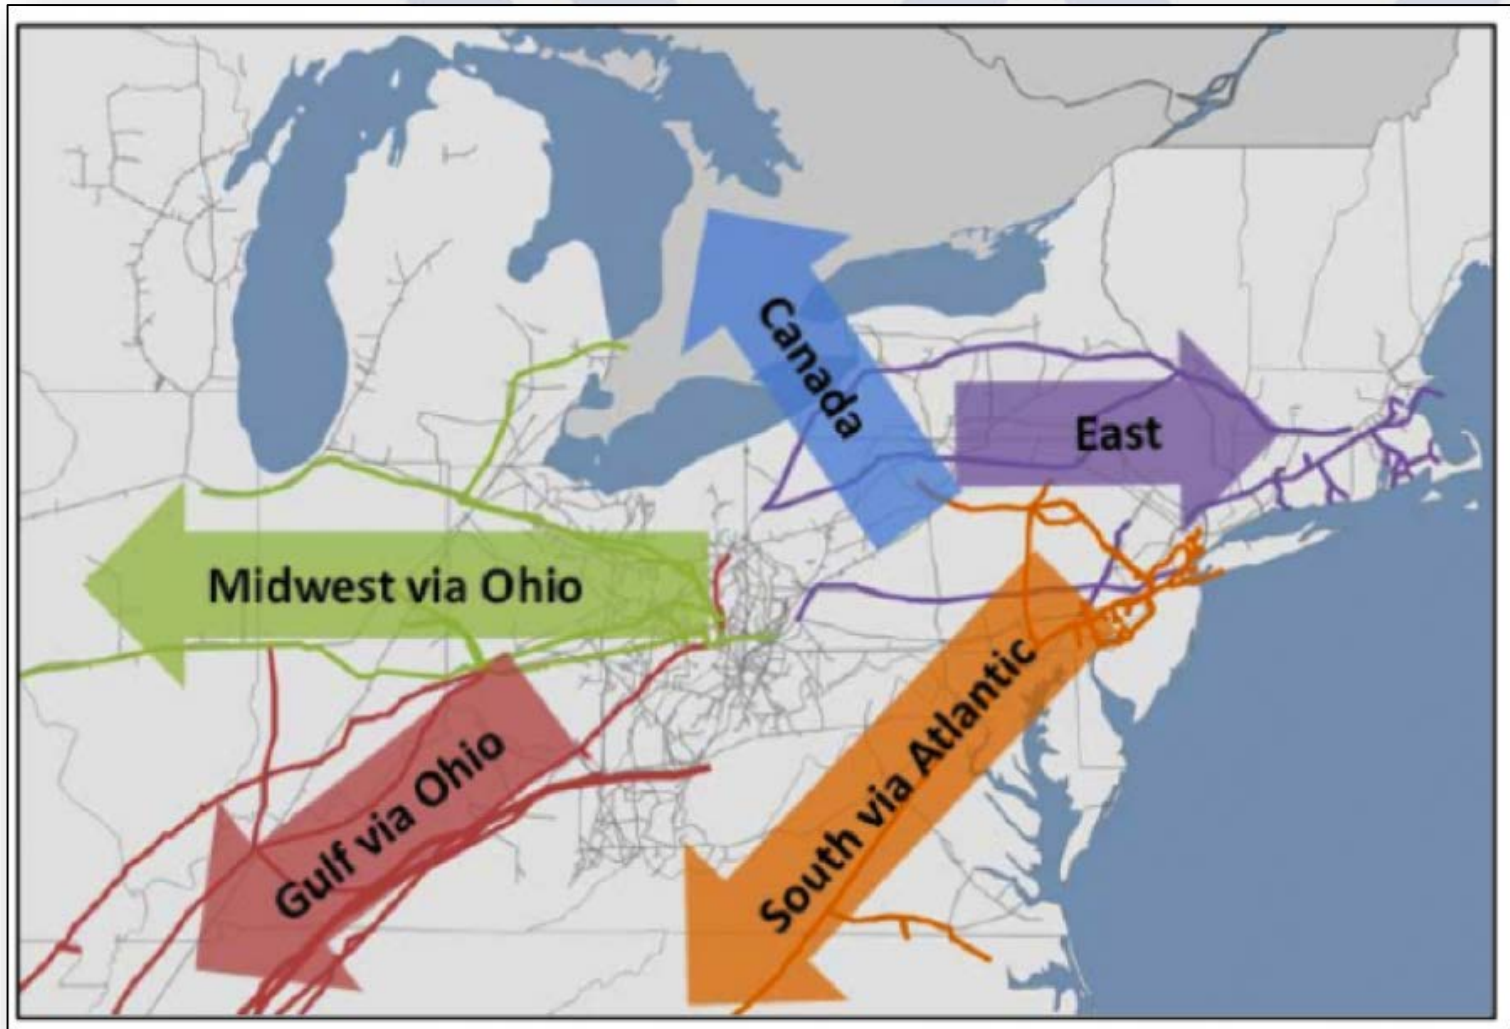 Canada
East
Midwest via Ohio
Gulf via Ohio
South via Atlantic